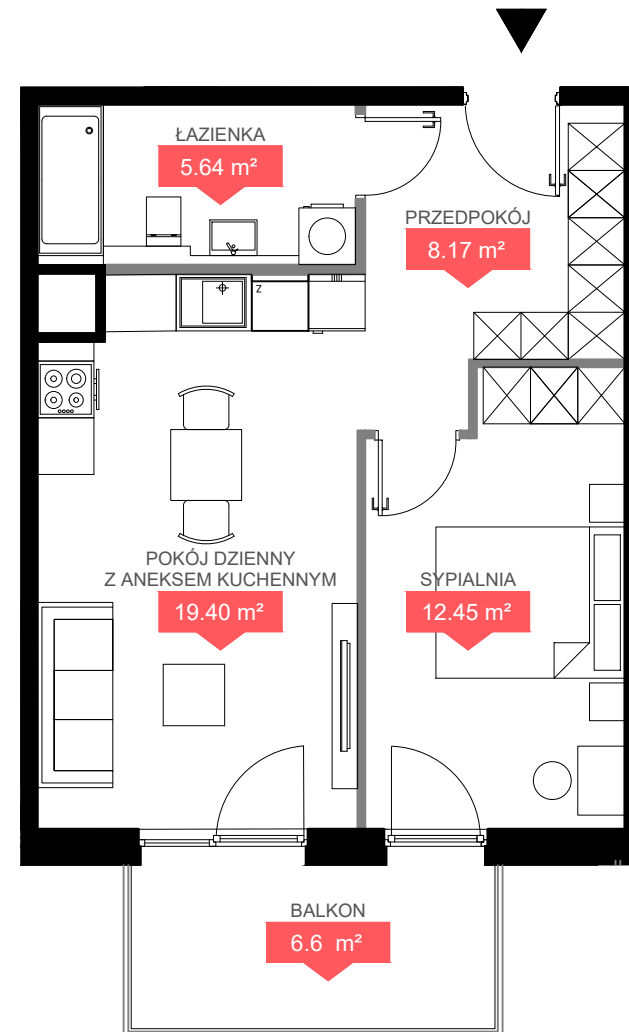 ŁAZIENKA
5.64 m²
PRZEDPOKÓJ
8.17 m²
Z
POKÓJ DZIENNY
Z ANEKSEM KUCHENNYM
19.40 m²
SYPIALNIA
12.45 m²
BALKON
6.6 m²